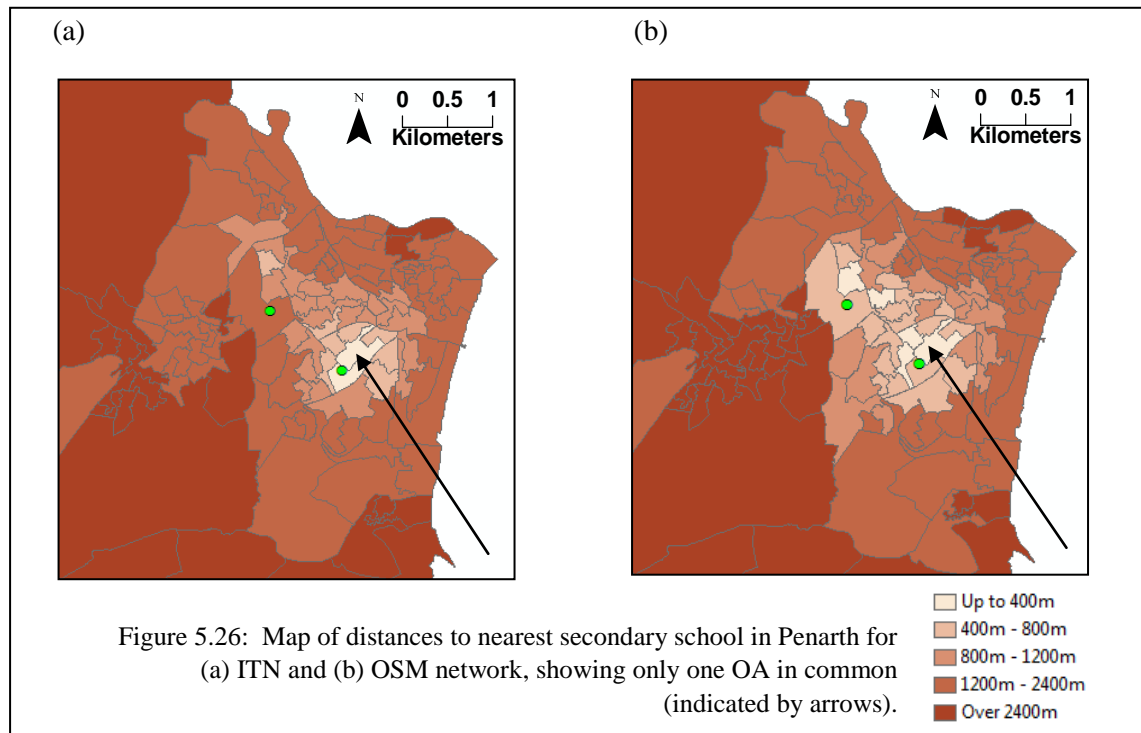 (a)
(b)
N
0 0.5 1
Kilometers
N
0 0.5 1
Kilometers
Up to 400m
400m - 800m
800m - 1200m
1200m - 2400m
Over 2400m
Figure 5.26: Map of distances to nearest secondary school in Penarth for
(a) ITN and (b) OSM network, showing only one OA in common
(indicated by arrows).